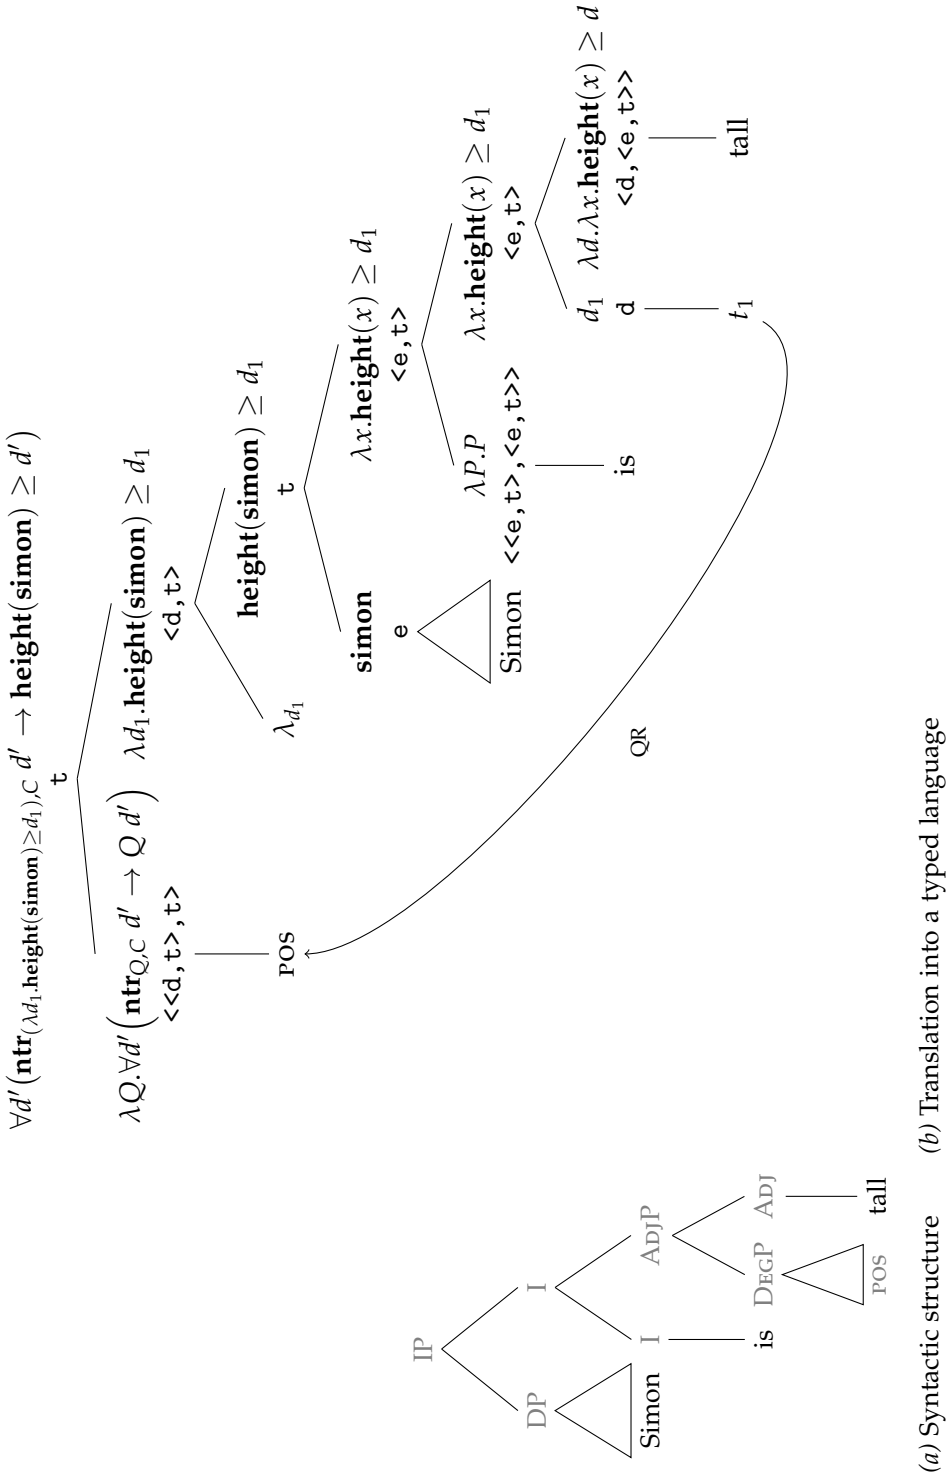 IP
DP I
Simon
I ADJP
is
DEGP ADJ
POS tall
(a) Syntactic structure
∀d′(ntr(λd₁.height(simon)≥d₁),C d′ → height(simon) ≥ d′)
t
λQ.∀d′(ntrQ,C d′ → Q d′) λd₁.height(simon) ≥ d₁
<<d,t>,t> <d,t>
POS
λd₁ height(simon) ≥ d₁
t
simon λx.height(x) ≥ d₁
e <e,t>
Simon
λP.P λx.height(x) ≥ d₁
<<e,t>,<e,t>> <e,t>
is
d₁ λd.λx.height(x) ≥ d
d <d,<e,t>>
t₁ tall
QR
(b) Translation into a typed language